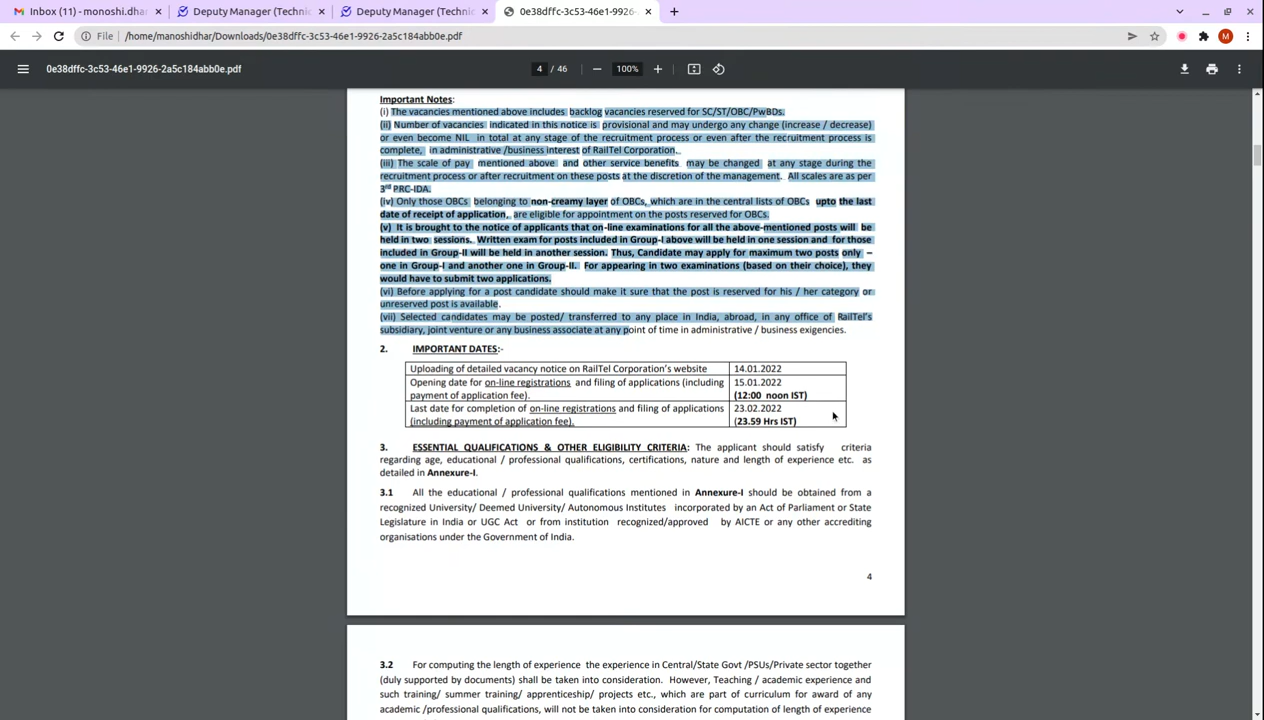 Inbox (11) - monoshi.dhar
Deputy Manager (Technic
Deputy Manager (Technic
0e38dffc-3c53-46e1-9926-
File /home/manoshidhar/Downloads/0e38dffc-3c53-46e1-9926-2a5c184abb0e.pdf
M
0e38dffc-3c53-46e1-9926-2a5c184abb0e.pdf
4 / 46
100%
Important Notes:
(i) The vacancies mentioned above includes backlog vacancies reserved for SC/ST/OBC/PwBDs.
(ii) Number of vacancies indicated in this notice is provisional and may undergo any change (increase / decrease)
or even become NIL in total at any stage of the recruitment process or even after the recruitment process is
complete, in administrative /business interest of RailTel Corporation.
(iii) The scale of pay mentioned above and other service benefits may be changed at any stage during the
recruitment process or after recruitment on these posts at the discretion of the management. All scales are as per
3rd PRC-IDA.
(iv) Only those OBCs belonging to non-creamy layer of OBCs, which are in the central lists of OBCs upto the last
date of receipt of application, are eligible for appointment on the posts reserved for OBCs.
(v) It is brought to the notice of applicants that on-line examinations for all the above-mentioned posts will be
held in two sessions. Written exam for posts included in Group-I above will be held in one session and for those
included in Group-II will be held in another session. Thus, Candidate may apply for maximum two posts only –
one in Group-I and another one in Group-II. For appearing in two examinations (based on their choice), they
would have to submit two applications.
(vi) Before applying for a post candidate should make it sure that the post is reserved for his / her category or
unreserved post is available.
(vii) Selected candidates may be posted/ transferred to any place in India, abroad, in any office of RailTel's
subsidiary, joint venture or any business associate at any point of time in administrative / business exigencies.
2. IMPORTANT DATES:-
Uploading of detailed vacancy notice on RailTel Corporation's website 14.01.2022
Opening date for on-line registrations and filing of applications (including 15.01.2022
payment of application fee). (12:00 noon IST)
Last date for completion of on-line registrations and filing of applications 23.02.2022
(including payment of application fee). (23.59 Hrs IST)
3. ESSENTIAL QUALIFICATIONS & OTHER ELIGIBILITY CRITERIA: The applicant should satisfy criteria
regarding age, educational / professional qualifications, certifications, nature and length of experience etc. as
detailed in Annexure-I.
3.1 All the educational / professional qualifications mentioned in Annexure-I should be obtained from a
recognized University/ Deemed University/ Autonomous Institutes incorporated by an Act of Parliament or State
Legislature in India or UGC Act or from institution recognized/approved by AICTE or any other accrediting
organisations under the Government of India.
4
3.2 For computing the length of experience the experience in Central/State Govt /PSUs/Private sector together
(duly supported by documents) shall be taken into consideration. However, Teaching / academic experience and
such training/ summer training/ apprenticeship/ projects etc., which are part of curriculum for award of any
academic /professional qualifications, will not be taken into consideration for computation of length of experience